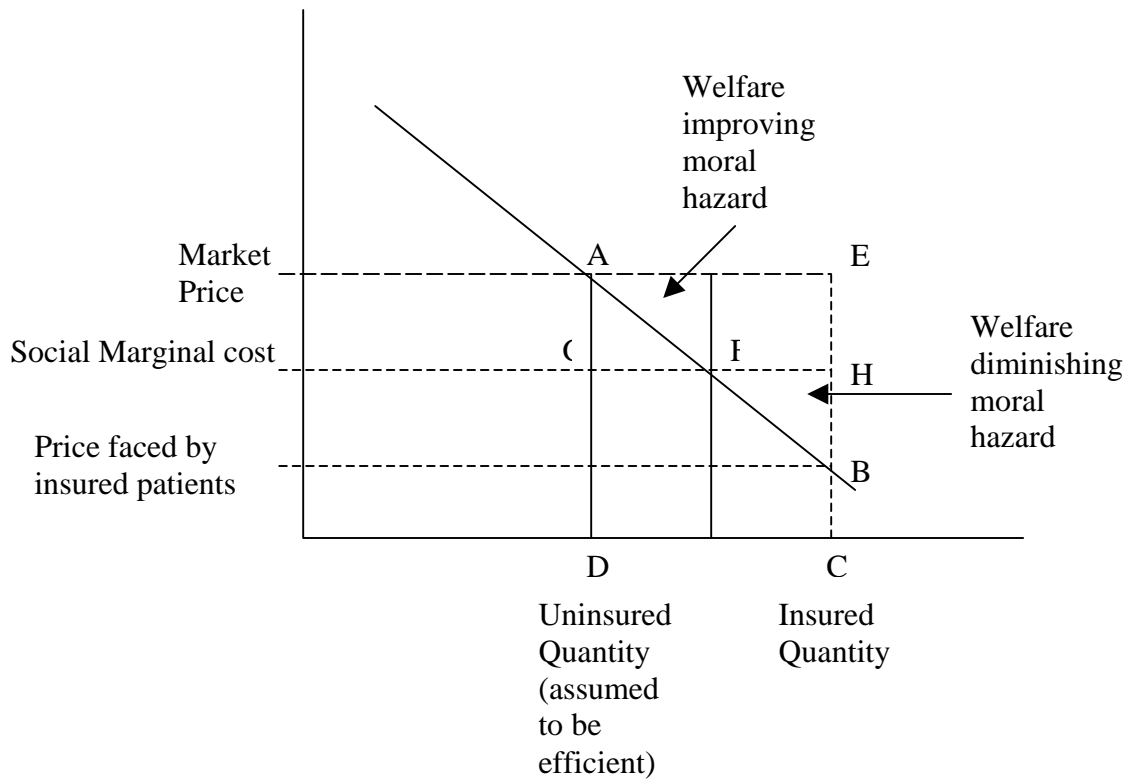 Welfare
improving
moral
hazard
Market
Price
A
E
Social Marginal cost
H
Welfare
diminishing
moral
hazard
Price faced by
insured patients
B
D
C
Uninsured
Quantity
(assumed
to be
efficient)
Insured
Quantity